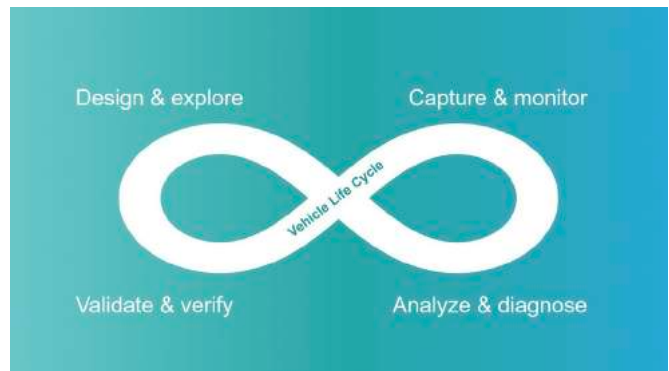 Design & explore
Capture & monitor
Vehicle Life Cycle
Validate & verify
Analyze & diagnose